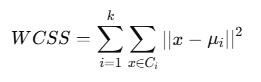 $WCSS = \sum_{i=1}^{k} \sum_{x \in C_i} ||x - \mu_i||^2$